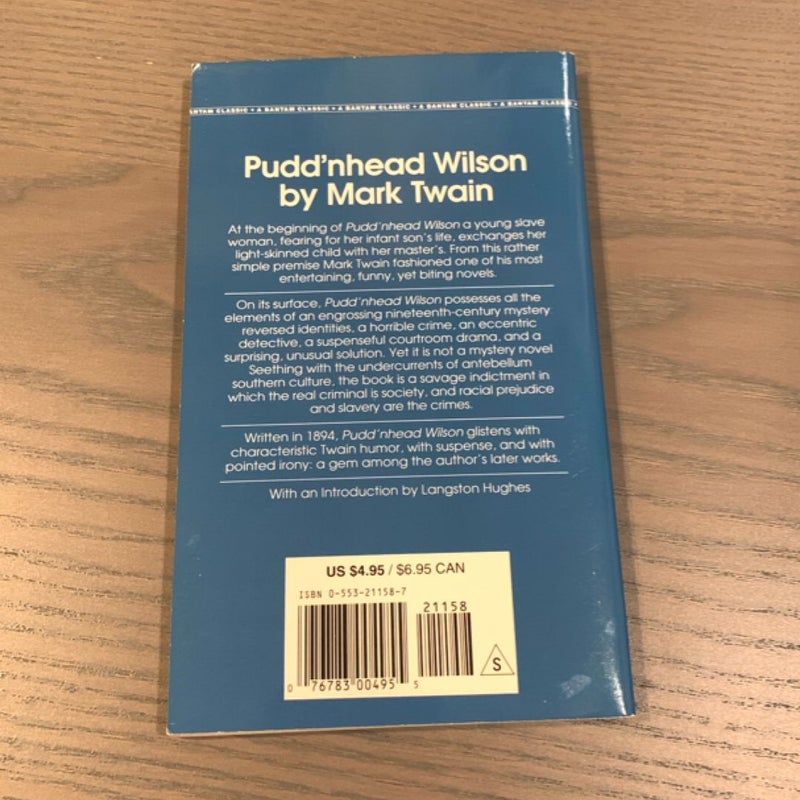 NTAM CLASSIC • A BANTAM CLASSIC • A BANTAM CLASSIC • A BANTAM CLASSIC • A BANTAM CLASSIC •
Pudd'nhead Wilson
by Mark Twain
At the beginning of Pudd'nhead Wilson a young slave
woman, fearing for her infant son's life, exchanges her
light-skinned child with her master's. From this rather
simple premise Mark Twain fashioned one of his most
entertaining, funny, yet biting novels.
On its surface, Pudd'nhead Wilson possesses all the
elements of an engrossing nineteenth-century mystery
reversed identities, a horrible crime, an eccentric
detective, a suspenseful courtroom drama, and a
surprising, unusual solution. Yet it is not a mystery novel
Seething with the undercurrents of antebellum
southern culture, the book is a savage indictment in
which the real criminal is society, and racial prejudice
and slavery are the crimes.
Written in 1894, Pudd'nhead Wilson glistens with
characteristic Twain humor, with suspense, and with
pointed irony: a gem among the author's later works.
With an Introduction by Langston Hughes
US $4.95 / $6.95 CAN
ISBN 0-553-21158-7
21158
S
0 76783 00495 5